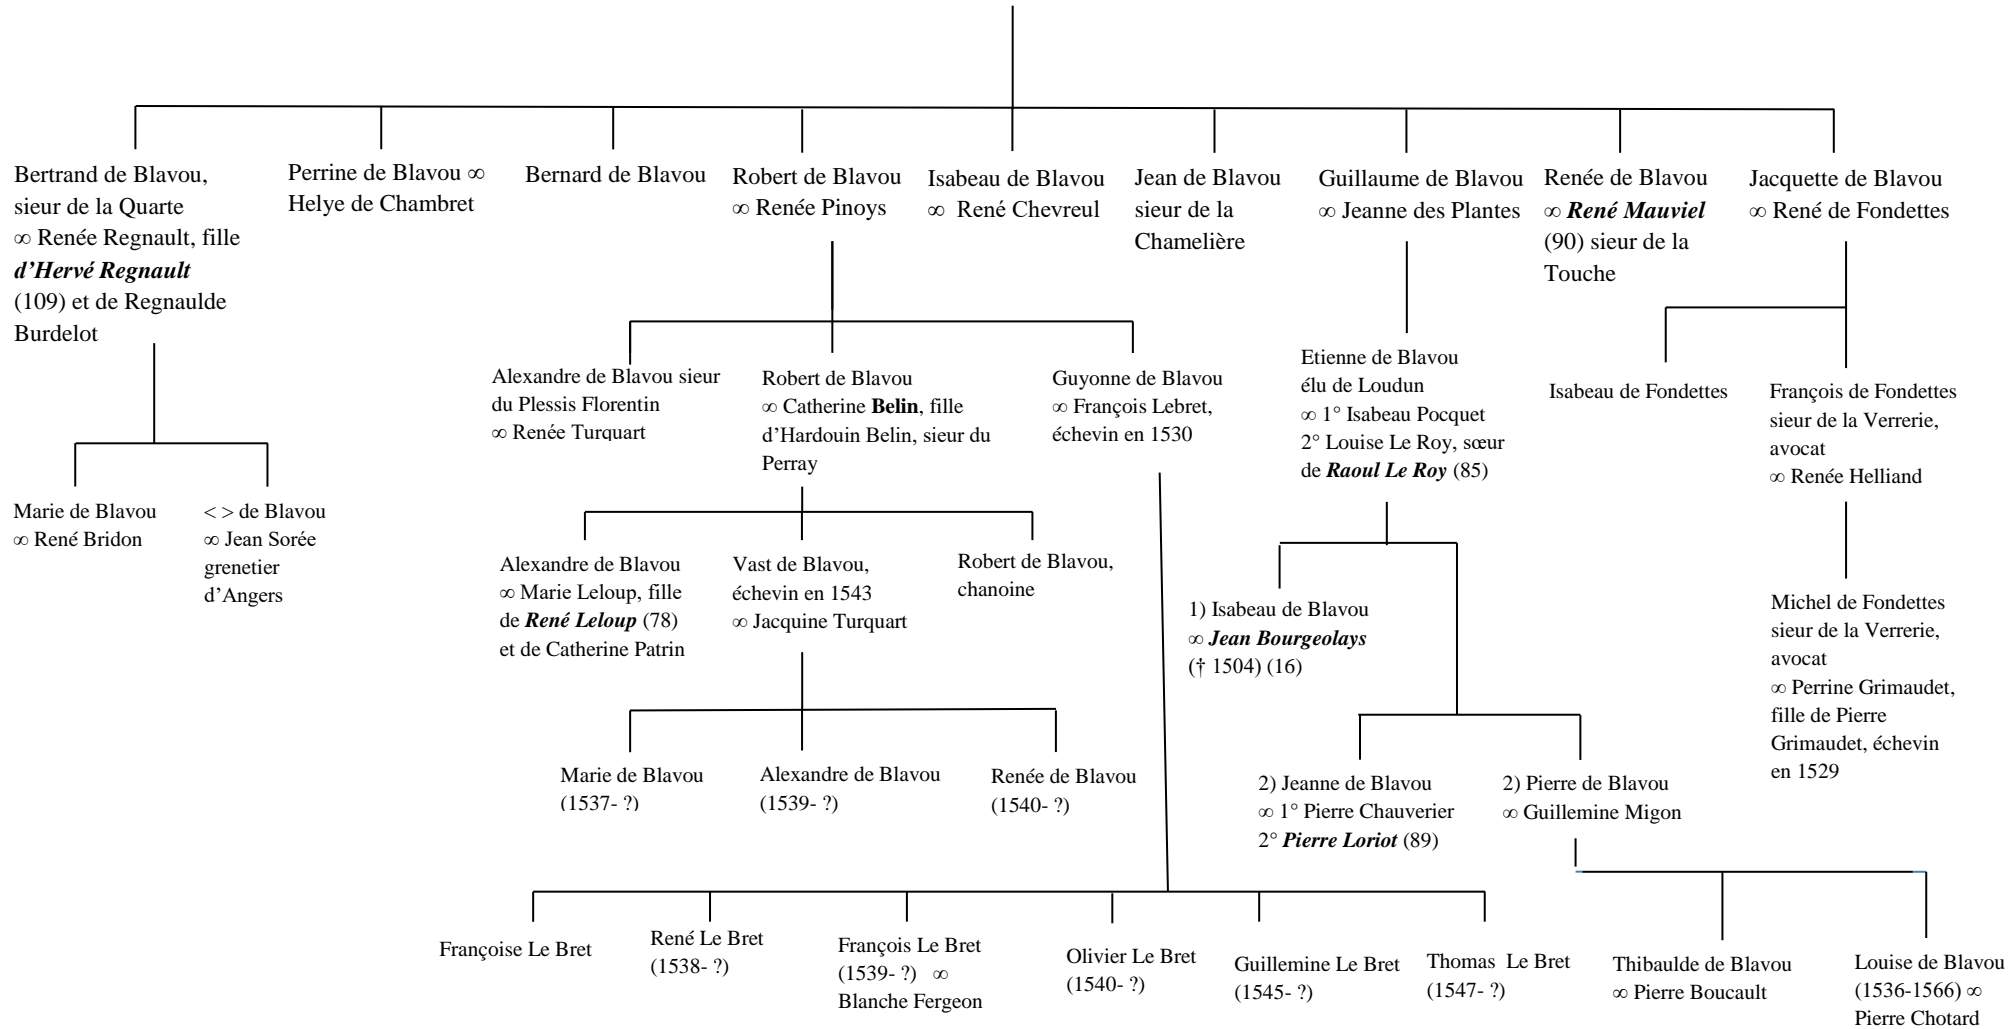 Bertrand de Blavou,
sieur de la Quarte
∞ Renée Regnault, fille
d’Hervé Regnault
(109) et de Regnaulde
Burdelot
Perrine de Blavou ∞
Helye de Chambret
Bernard de Blavou
Robert de Blavou
∞ Renée Pinoys
Isabeau de Blavou
∞ René Chevreul
Jean de Blavou
sieur de la
Chamelière
Guillaume de Blavou
∞ Jeanne des Plantes
Renée de Blavou
∞ René Mauviel
(90) sieur de la
Touche
Jacquette de Blavou
∞ René de Fondettes
Alexandre de Blavou sieur
du Plessis Florentin
∞ Renée Turquart
Robert de Blavou
∞ Catherine Belin, fille
d’Hardouin Belin, sieur du
Perray
Guyonne de Blavou
∞ François Lebret,
échevin en 1530
Etienne de Blavou
élu de Loudun
∞ 1° Isabeau Pocquet
2° Louise Le Roy, sœur
de Raoul Le Roy (85)
Isabeau de Fondettes
François de Fondettes
sieur de la Verrerie,
avocat
∞ Renée Helliand
Marie de Blavou
∞ René Bridon
< > de Blavou
∞ Jean Sorée
grenetier
d’Angers
Alexandre de Blavou
∞ Marie Leloup, fille
de René Leloup (78)
et de Catherine Patrin
Vast de Blavou,
échevin en 1543
∞ Jacquine Turquart
Robert de Blavou,
chanoine
1) Isabeau de Blavou
∞ Jean Bourgeolays
(† 1504) (16)
Michel de Fondettes
sieur de la Verrerie,
avocat
∞ Perrine Grimaudet,
fille de Pierre
Grimaudet, échevin
en 1529
Marie de Blavou
(1537- ?)
Alexandre de Blavou
(1539- ?)
Renée de Blavou
(1540- ?)
2) Jeanne de Blavou
∞ 1° Pierre Chauverier
2° Pierre Loriot (89)
2) Pierre de Blavou
∞ Guillemine Migon
Françoise Le Bret
René Le Bret
(1538- ?)
François Le Bret
(1539- ?) ∞
Blanche Fergeon
Olivier Le Bret
(1540- ?)
Guillemine Le Bret
(1545- ?)
Thomas Le Bret
(1547- ?)
Thibaulde de Blavou
∞ Pierre Boucault
Louise de Blavou
(1536-1566) ∞
Pierre Chotard